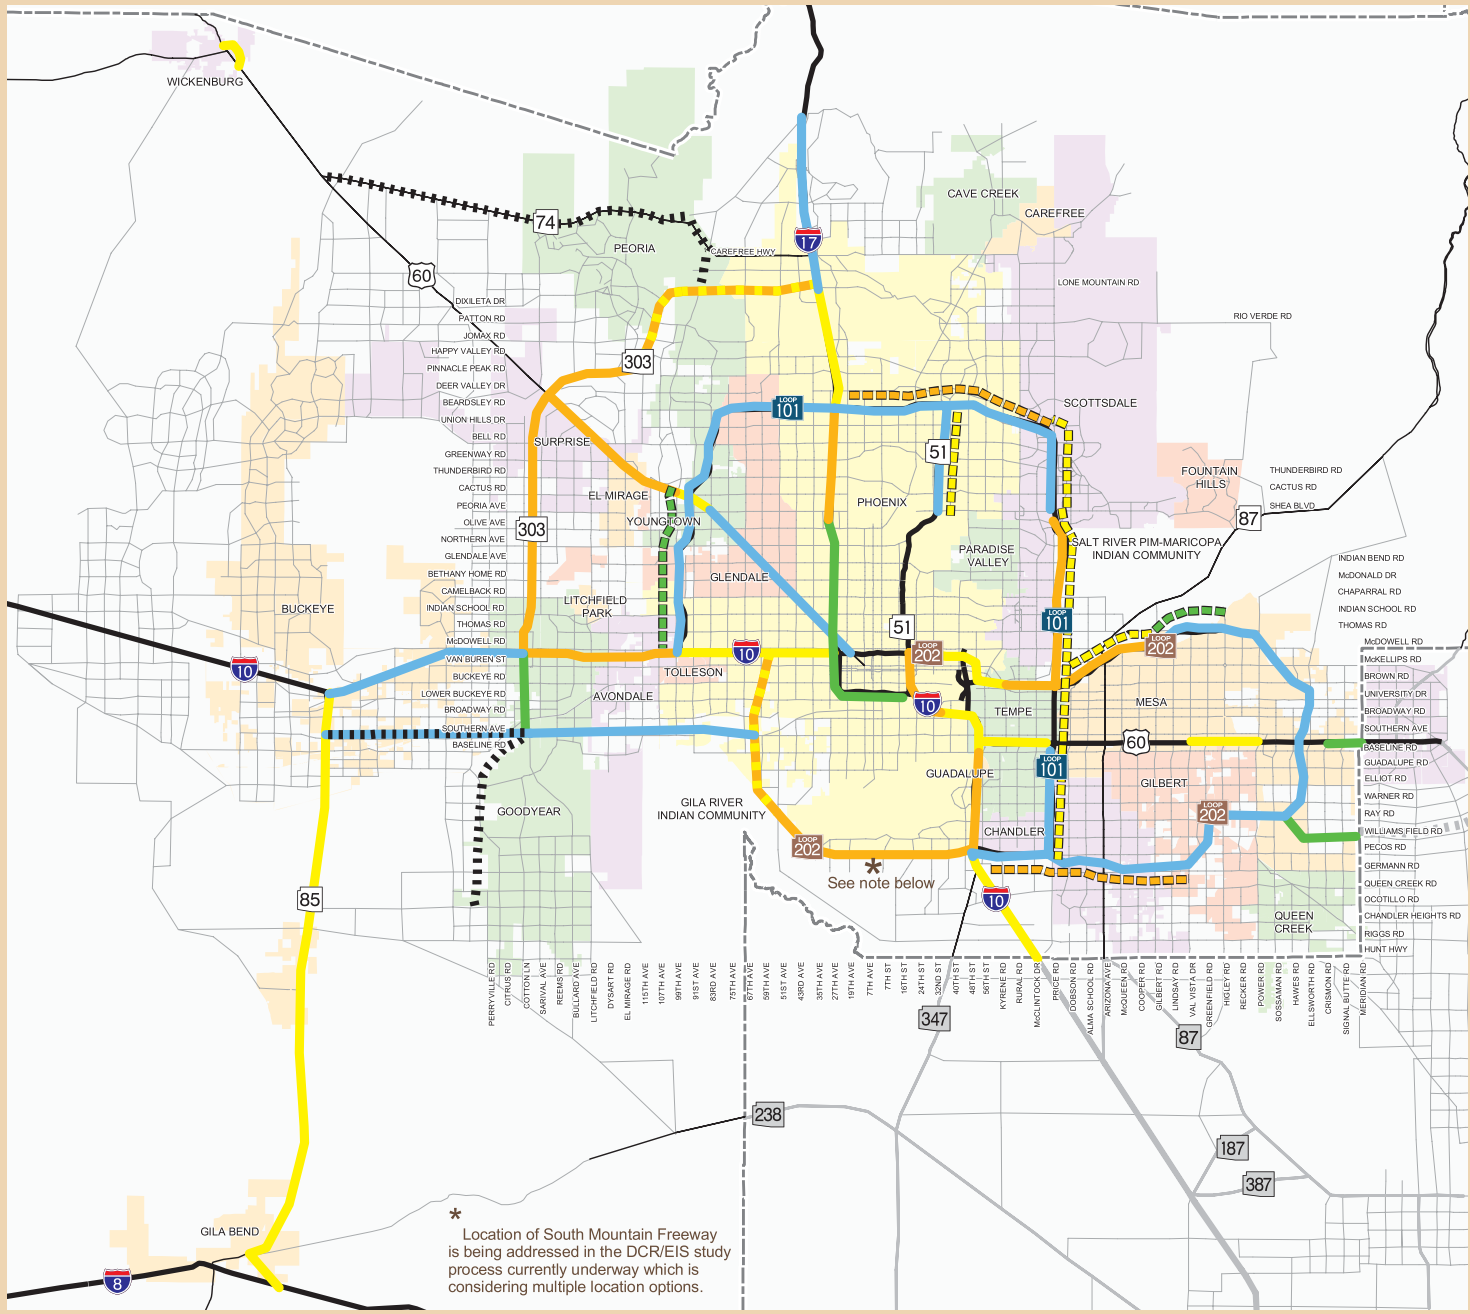 WICKENBURG
CAVE CREEK
CAREFREE
74
PEORIA
17
CAREFREE HWY
60
LONE MOUNTAIN RD
DIXILETA DR
PATTON RD
JOMAX RD
HAPPY VALLEY RD
PINNACLE PEAK RD
DEER VALLEY DR
BEARDSLEY RD
UNION HILLS DR
BELL RD
GREENWAY RD
THUNDERBIRD RD
CACTUS RD
PEORIA AVE
OLIVE AVE
NORTHERN AVE
GLENDALE AVE
BETHANY HOME RD
CAMELBACK RD
INDIAN SCHOOL RD
THOMAS RD
McDOWELL RD
VAN BUREN ST
BUCKEYE RD
LOWER BUCKEYE RD
BROADWAY RD
SOUTHERN AVE
BASELINE RD
RIO VERDE RD
303
LOOP
101
SCOTTSDALE
SURPRISE
51
FOUNTAIN
HILLS
THUNDERBIRD RD
CACTUS RD
SHEA BLVD
EL MIRAGE
PHOENIX
YOUNGTOWN
87
303
SALT RIVER PIM-MARICOPA
INDIAN COMMUNITY
PARADISE
VALLEY
GLENDALE
INDIAN BEND RD
McDONALD DR
CHAPARRAL RD
INDIAN SCHOOL RD
THOMAS RD
McDOWELL RD
McKELLIPS RD
BROWN RD
UNIVERSITY DR
BROADWAY RD
SOUTHERN AVE
BASELINE RD
GUADALUPE RD
ELLIOT RD
WARNER RD
RAY RD
WILLIAMS FIELD RD
PECOS RD
GERMANN RD
QUEEN CREEK RD
OCOTILLO RD
CHANDLER HEIGHTS RD
RIGGS RD
HUNT HWY
BUCKEYE
LITCHFIELD
PARK
51
LOOP
101
LOOP
202
LOOP
202
10
10
TOLLESON
AVONDALE
10
TEMPE
MESA
60
LOOP
101
GUADALUPE
GILBERT
GOODYEAR
GILA RIVER
INDIAN COMMUNITY
LOOP
202
CHANDLER
LOOP
202
*
See note below
85
10
QUEEN
CREEK
PERRYVILLE RD
CITRUS RD
COTTON LN
SARIVAL AVE
REEMS RD
BULLARD AVE
LITCHFIELD RD
DYSART RD
EL MIRAGE RD
115TH AVE
107TH AVE
99TH AVE
91ST AVE
83RD AVE
75TH AVE
67TH AVE
59TH AVE
51ST AVE
43RD AVE
35TH AVE
27TH AVE
19TH AVE
7TH AVE
7TH ST
16TH ST
24TH ST
32ND ST
40TH ST
48TH ST
56TH ST
KYRENE RD
RURAL RD
McCLINTOCK DR
PRICE RD
DOBSON RD
ALMA SCHOOL RD
ARIZONA AVE
McQUEEN RD
COOPER RD
GILBERT RD
LINDSAY RD
VAL VISTA DR
GREENFIELD RD
HIGLEY RD
RECKER RD
POWER RD
SOSSAMAN RD
HAWES RD
ELLSWORTH RD
CRISMON RD
SIGNAL BUTTE RD
MERIDIAN RD
347
87
238
187
387
GILA BEND
8
*
Location of South Mountain Freeway
is being addressed in the DCR/EIS study
process currently underway which is
considering multiple location options.